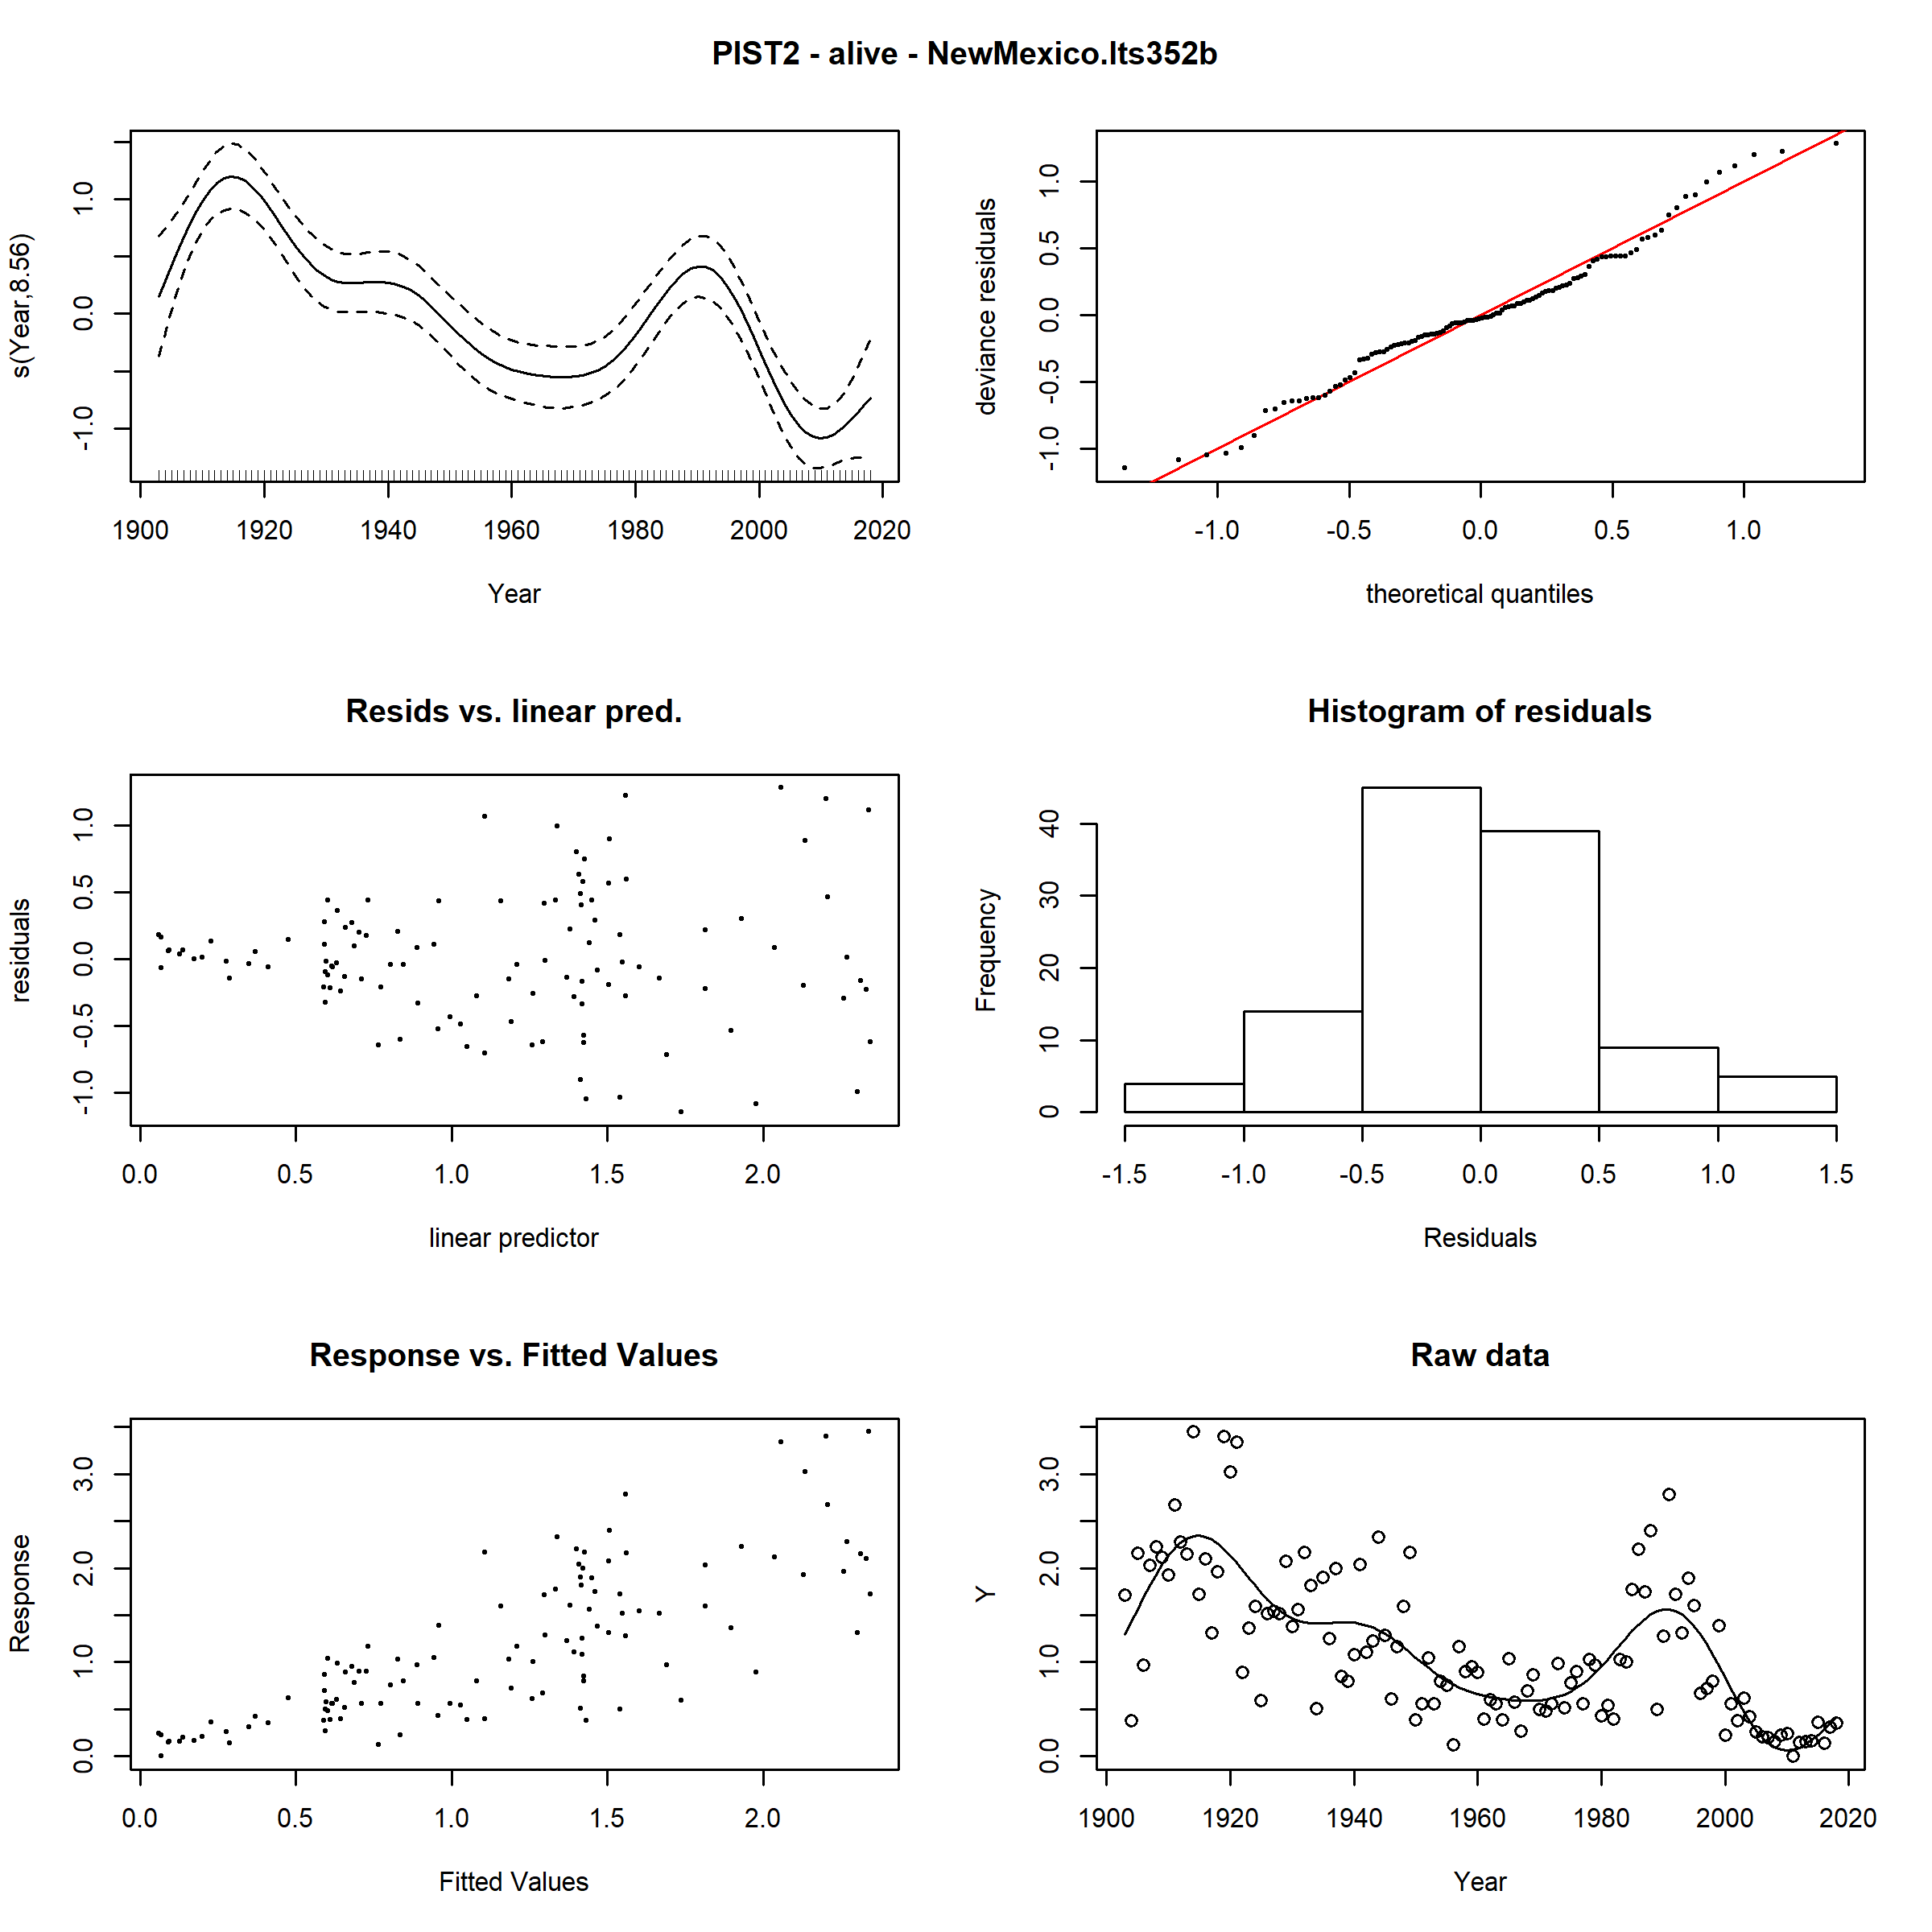 PIST2 - alive - NewMexico.lts352b
s(Year,8.56)
-1.0 0.0 1.0
1900 1920 1940 1960 1980 2000 2020
Year
deviance residuals
-1.0 -0.5 0.0 0.5 1.0
-1.0 -0.5 0.0 0.5 1.0
theoretical quantiles
Resids vs. linear pred.
residuals
-1.0 -0.5 0.0 0.5 1.0
0.0 0.5 1.0 1.5 2.0
linear predictor
Histogram of residuals
Frequency
0 10 20 30 40
-1.5 -1.0 -0.5 0.0 0.5 1.0 1.5
Residuals
Response vs. Fitted Values
Response
0.0 1.0 2.0 3.0
0.0 0.5 1.0 1.5 2.0
Fitted Values
Raw data
Y
0.0 1.0 2.0 3.0
1900 1920 1940 1960 1980 2000 2020
Year